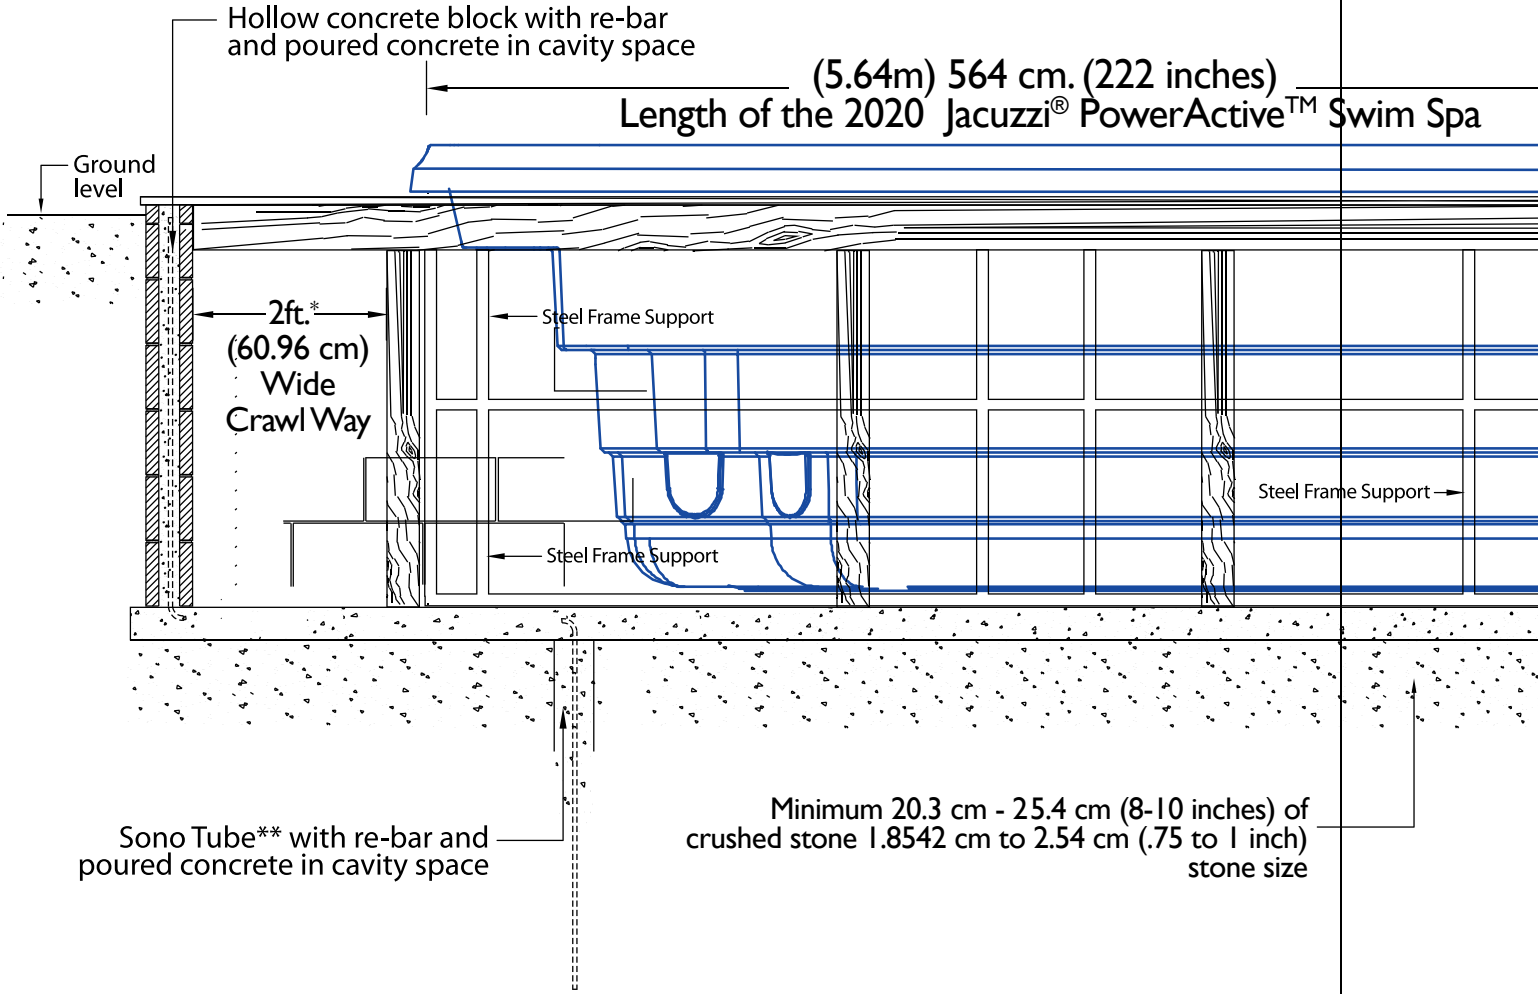 Hollow concrete block with re-bar
and poured concrete in cavity space
(5.64m) 564 cm. (222 inches)
Length of the 2020 Jacuzzi® PowerActive™ Swim Spa
Ground
level
2ft.*
(60.96 cm)
Wide
Crawl Way
Steel Frame Support
Steel Frame Support
Steel Frame Support
Sono Tube** with re-bar and
poured concrete in cavity space
Minimum 20.3 cm - 25.4 cm (8-10 inches) of
crushed stone 1.8542 cm to 2.54 cm (.75 to 1 inch)
stone size